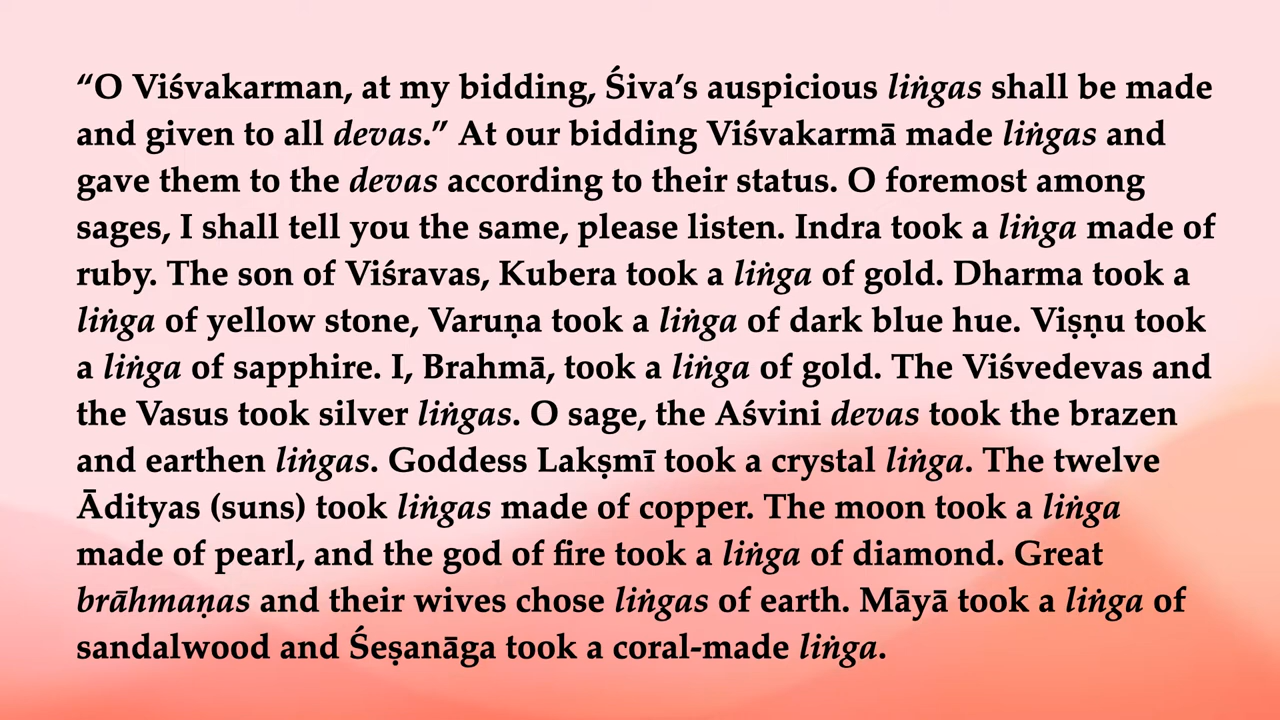 “O Viśvakarman, at my bidding, Śiva’s auspicious liṅgas shall be made
and given to all devas.” At our bidding Viśvakarmā made liṅgas and
gave them to the devas according to their status. O foremost among
sages, I shall tell you the same, please listen. Indra took a liṅga made of
ruby. The son of Viśravas, Kubera took a liṅga of gold. Dharma took a
liṅga of yellow stone, Varuṇa took a liṅga of dark blue hue. Viṣṇu took
a liṅga of sapphire. I, Brahmā, took a liṅga of gold. The Viśvedevas and
the Vasus took silver liṅgas. O sage, the Aśvini devas took the brazen
and earthen liṅgas. Goddess Lakṣmī took a crystal liṅga. The twelve
Ādityas (suns) took liṅgas made of copper. The moon took a liṅga
made of pearl, and the god of fire took a liṅga of diamond. Great
brāhmaṇas and their wives chose liṅgas of earth. Māyā took a liṅga of
sandalwood and Śeṣanāga took a coral-made liṅga.